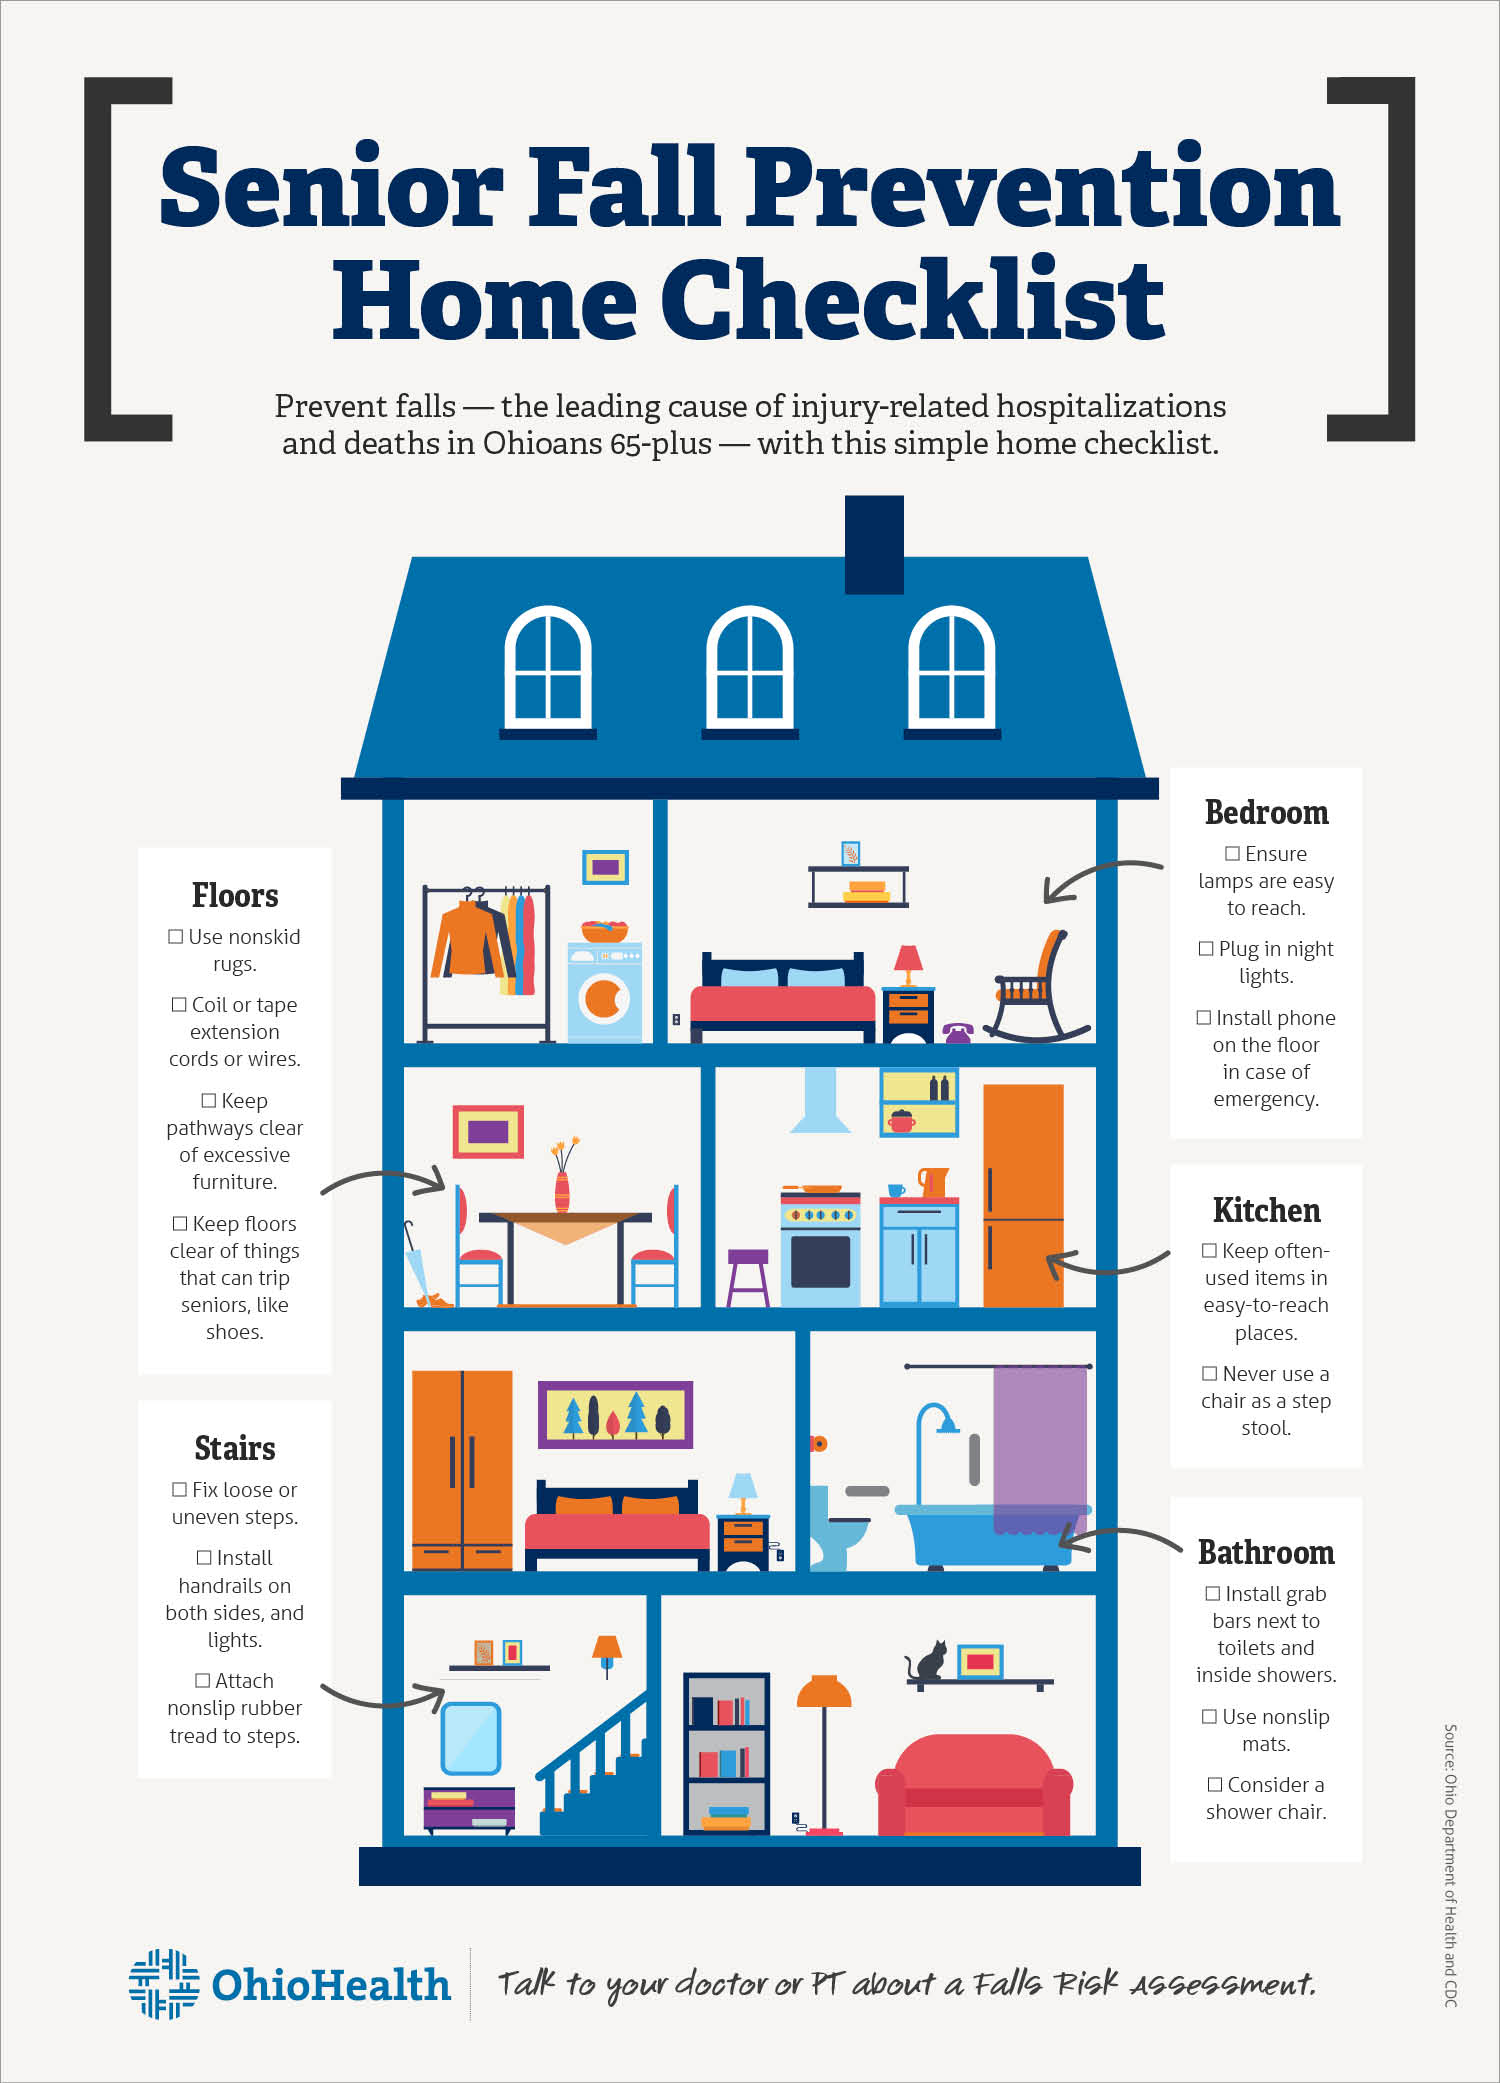 Senior Fall Prevention
Home Checklist
Prevent falls — the leading cause of injury-related hospitalizations
and deaths in Ohioans 65-plus — with this simple home checklist.
Floors
☐ Use nonskid
rugs.
☐ Coil or tape
extension
cords or wires.
☐ Keep
pathways clear
of excessive
furniture.
☐ Keep floors
clear of things
that can trip
seniors, like
shoes.
Stairs
☐ Fix loose or
uneven steps.
☐ Install
handrails on
both sides, and
lights.
☐ Attach
nonslip rubber
tread to steps.
Bedroom
☐ Ensure
lamps are easy
to reach.
☐ Plug in night
lights.
☐ Install phone
on the floor
in case of
emergency.
Kitchen
☐ Keep often-
used items in
easy-to-reach
places.
☐ Never use a
chair as a step
stool.
Bathroom
☐ Install grab
bars next to
toilets and
inside showers.
☐ Use nonslip
mats.
☐ Consider a
shower chair.
Source: Ohio Department of Health and CDC
OhioHealth
Talk to your doctor or PT about a Falls Risk Assessment.